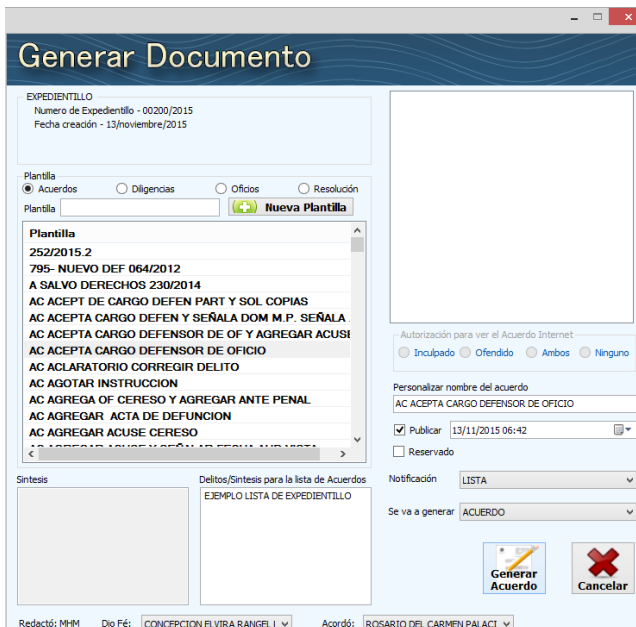 Generar Documento
EXPEDIENTILLO
Numero de Expedientillo - 00200/2015
Fecha creación - 13/noviembre/2015
Plantilla
Acuerdos Diligencias Oficios Resolución
Plantilla Nueva Plantilla
Plantilla
252/2015.2
795- NUEVO DEF 064/2012
A SALVO DERECHOS 230/2014
AC ACEPT DE CARGO DEFEN PART Y SOL COPIAS
AC ACEPTA CARGO DEFEN Y SEÑALA DOM M.P. SEÑALA
AC ACEPTA CARGO DEFENSOR DE OF Y AGREGAR ACUSE
AC ACEPTA CARGO DEFENSOR DE OFICIO
AC ACLARATORIO CORREGIR DELITO
AC AGOTAR INSTRUCCION
AC AGREGA OF CERESO Y AGREGAR ANTE PENAL
AC AGREGAR ACTA DE DEFUNCION
AC AGREGAR ACUSE CERESO
Autorización para ver el Acuerdo Internet
Inculpado Ofendido Ambos Ninguno
Personalizar nombre del acuerdo
AC ACEPTA CARGO DEFENSOR DE OFICIO
Publicar 13/11/2015 06:42
Reservado
Sintesis
Delitos/Sintesis para la lista de Acuerdos
EJEMPLO LISTA DE EXPEDIENTILLO
Notificación LISTA
Se va a generar ACUERDO
Generar
Acuerdo
Cancelar
Redactó: MHM Dio Fé: CONCEPCION ELVIRA RANGEL Acordó: ROSARIO DEL CARMEN PALACI